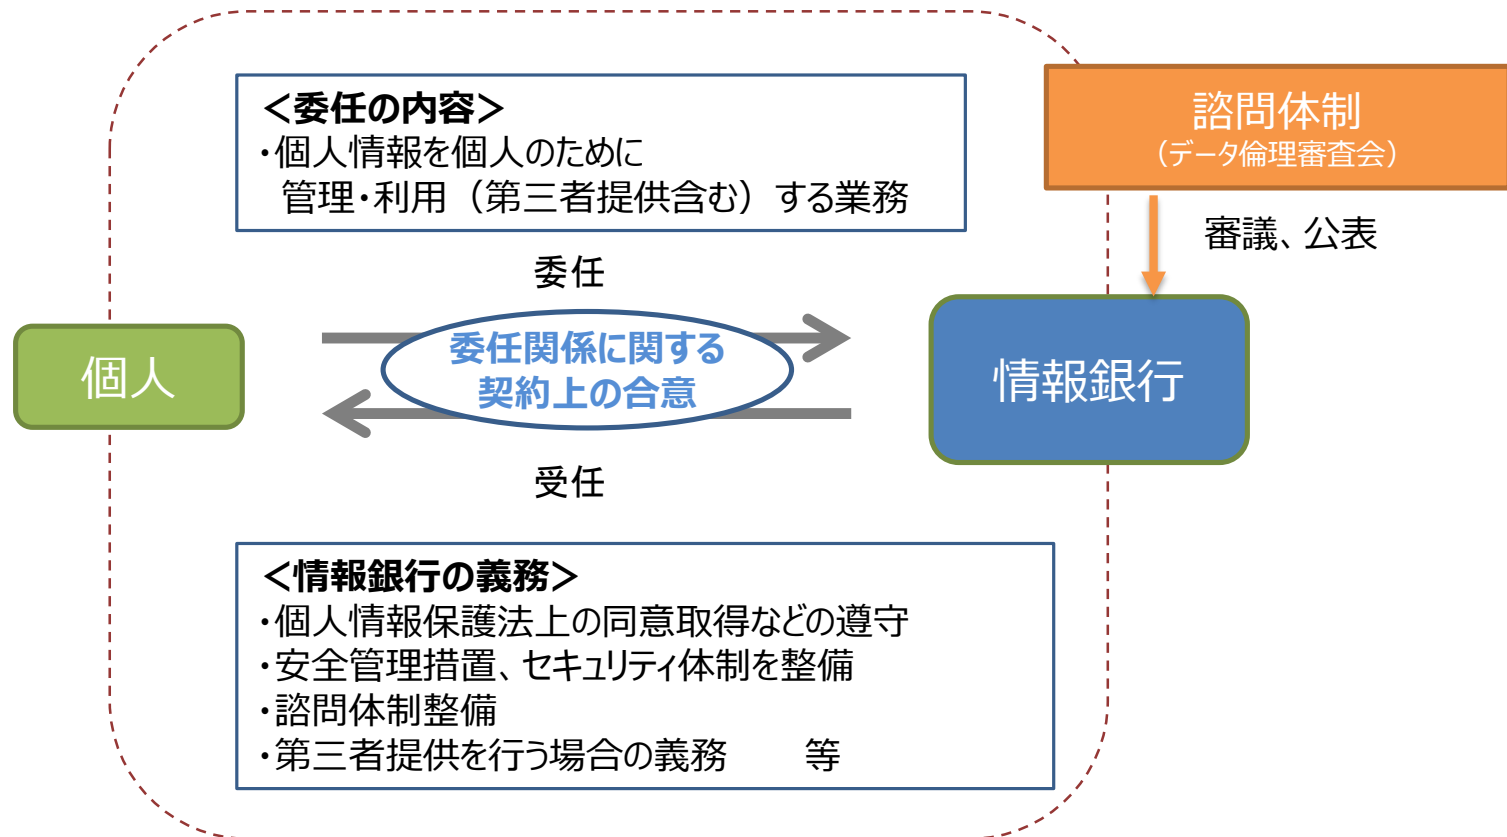 ＜委任の内容＞
・個人情報を個人のために
管理・利用（第三者提供含む）する業務
諮問体制
（データ倫理審査会）
審議、公表
委任
個人
委任関係に関する
契約上の合意
情報銀行
受任
＜情報銀行の義務＞
・個人情報保護法上の同意取得などの遵守
・安全管理措置、セキュリティ体制を整備
・諮問体制整備
・第三者提供を行う場合の義務　　等